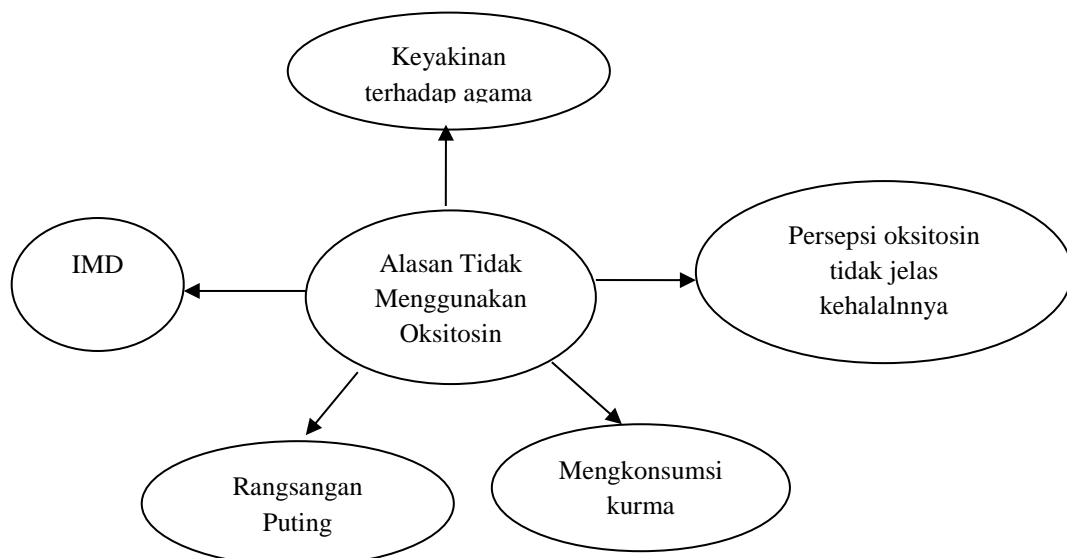 Keyakinan
terhadap agama
IMD
Alasan Tidak
Menggunakan
Oksitosin
Persepsi oksitosin
tidak jelas
kehalalnnya
Rangsangan
Puting
Mengkonsumsi
kurma